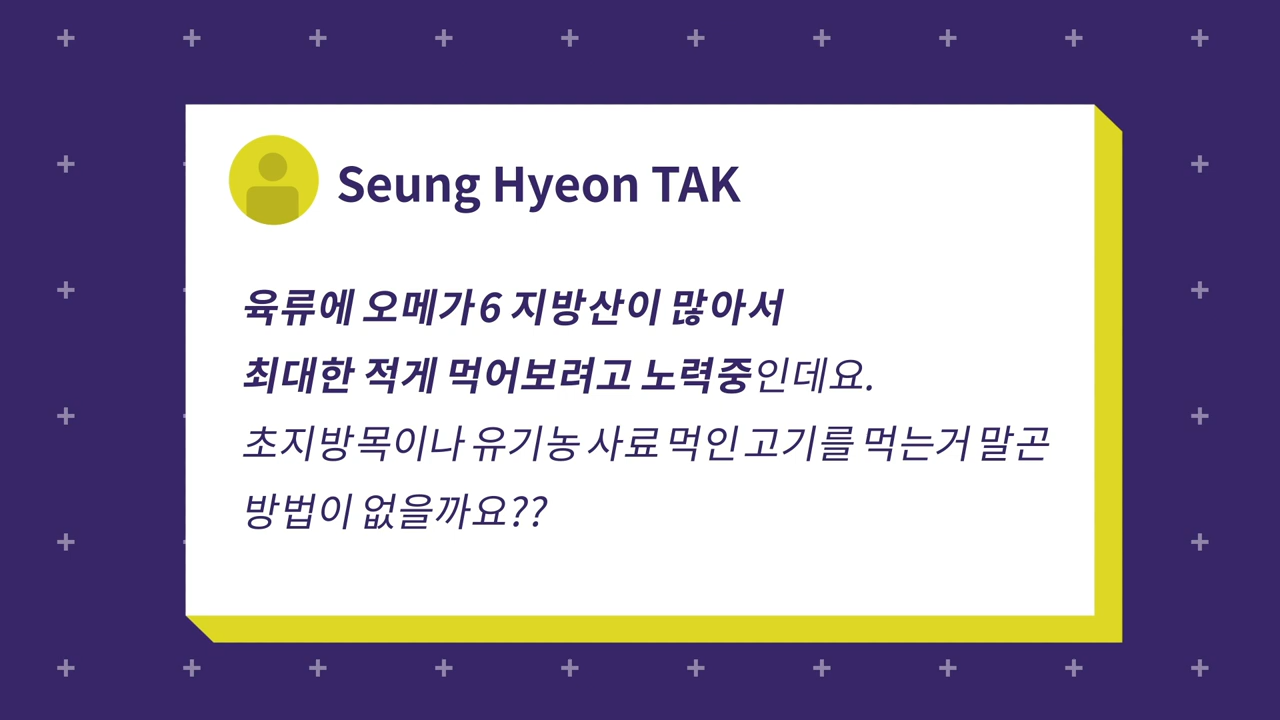 Seung Hyeon TAK
육류에 오메가6 지방산이 많아서
최대한 적게 먹어보려고 노력중인데요.
초지방목이나 유기농 사료 먹인 고기를 먹는거 말곤
방법이 없을까요??